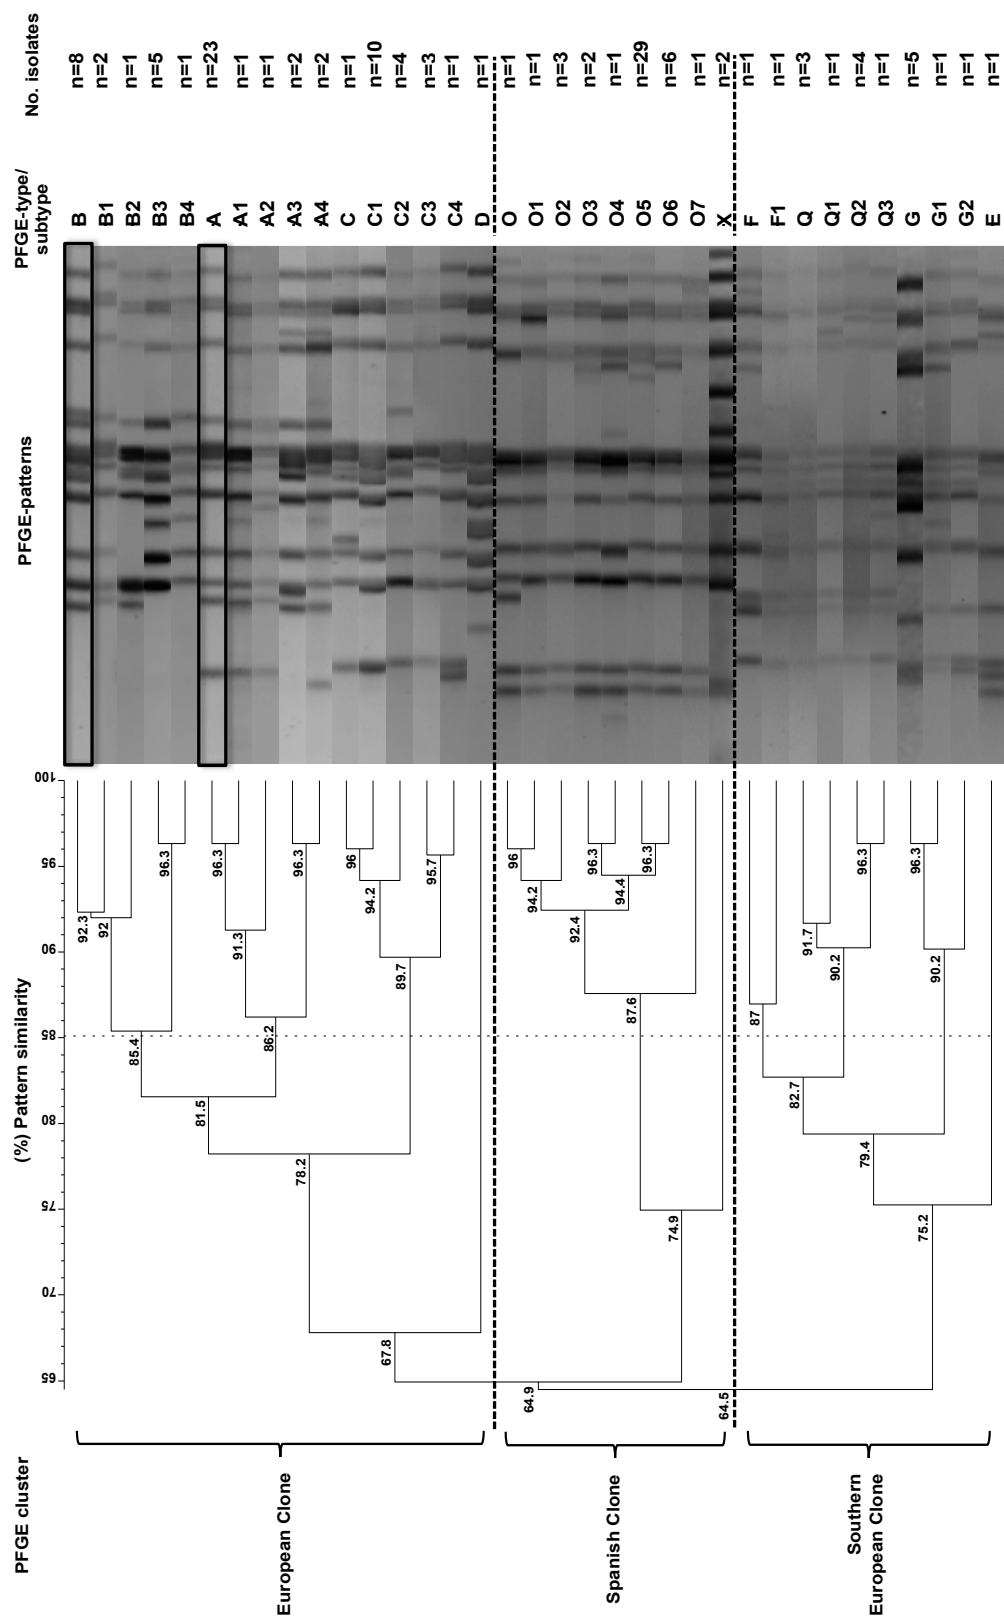 PFGE cluster
(%) Pattern similarity
PFGE-patterns
PFGE-type/
subtype
No. isolates
65
70
75
80
85
90
95
100
European Clone
Spanish Clone
Southern
European Clone
92.3
92
85.4
96.3
81.5
96.3
91.3
86.2
96.3
78.2
96
94.2
89.7
95.7
67.8
96
94.2
64.9
92.4
96.3
94.4
87.6
96.3
74.9
64.5
87
82.7
91.7
90.2
96.3
79.4
96.3
90.2
75.2
B n=8
B1 n=2
B2 n=1
B3 n=5
B4 n=1
A n=23
A1 n=1
A2 n=1
A3 n=2
A4 n=2
C n=1
C1 n=10
C2 n=4
C3 n=3
C4 n=1
D n=1
O n=1
O1 n=1
O2 n=3
O3 n=2
O4 n=1
O5 n=29
O6 n=6
O7 n=1
X n=2
F n=1
F1 n=1
Q n=3
Q1 n=1
Q2 n=4
Q3 n=1
G n=5
G1 n=1
G2 n=1
E n=1